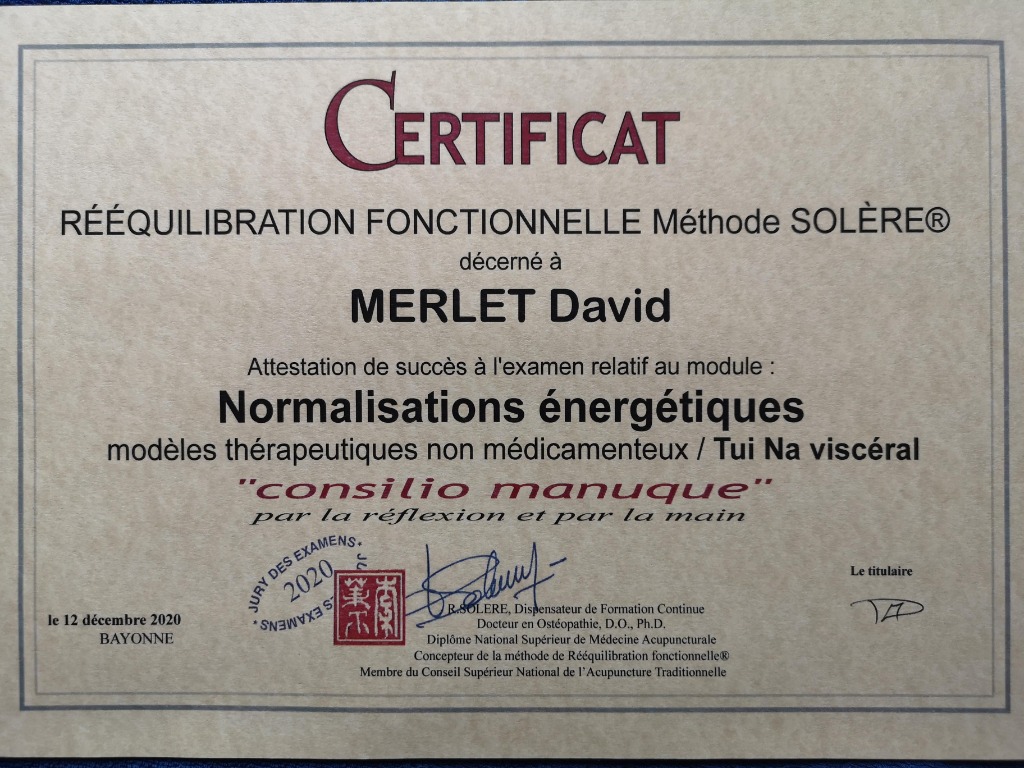 CERTIFICAT
RÉÉQUILIBRATION FONCTIONNELLE Méthode SOLÈRE®
décerné à
MERLET David
Attestation de succès à l'examen relatif au module :
Normalisations énergétiques
modèles thérapeutiques non médicamenteux / Tui Na viscéral
"consilio manuque"
par la réflexion et par la main
JURY DES EXAMENS
2020
Le titulaire
le 12 décembre 2020
BAYONNE
R.SOLERE, Dispensateur de Formation Continue
Docteur en Ostéopathie, D.O., Ph.D.
Diplôme National Supérieur de Médecine Acupuncturale
Concepteur de la méthode de Rééquilibration fonctionnelle®
Membre du Conseil Supérieur National de l'Acupuncture Traditionnelle